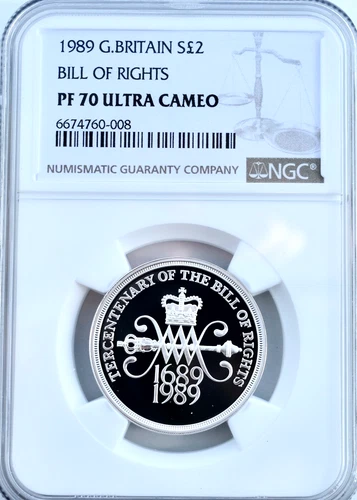 1989 G.BRITAIN S£2
BILL OF RIGHTS
PF 70 ULTRA CAMEO
6674760-008
NUMISMATIC GUARANTY COMPANY NGC
TERCENTENARY OF THE BILL OF RIGHTS
1689
1989